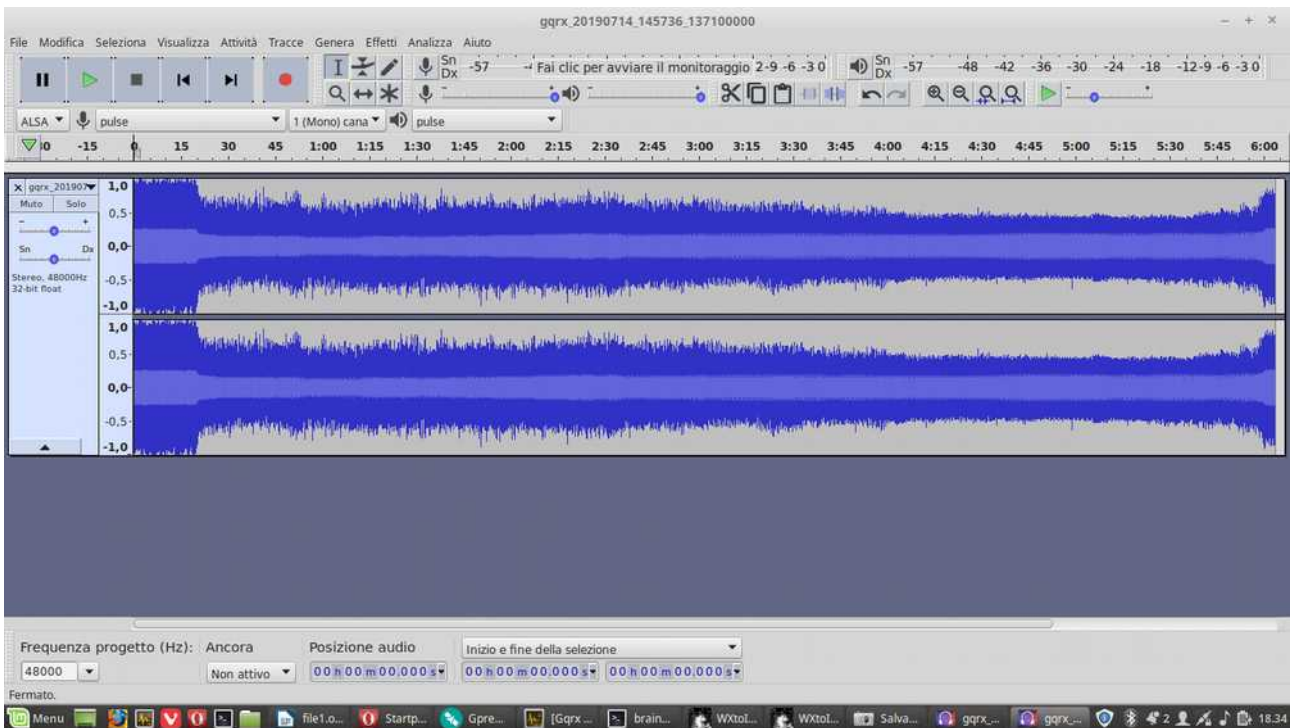 gqrx_20190714_145736_137100000
File Modifica Seleziona Visualizza Attività Tracce Genera Effetti Analizza Aiuto
Sn Dx -57 Fai clic per avviare il monitoraggio 2 -9 -6 -3 0 Sn Dx -57 -48 -42 -36 -30 -24 -18 -12 -9 -6 -3 0
ALSA pulse 1 (Mono) cana pulse
-15 0 15 30 45 1:00 1:15 1:30 1:45 2:00 2:15 2:30 2:45 3:00 3:15 3:30 3:45 4:00 4:15 4:30 4:45 5:00 5:15 5:30 5:45 6:00
gqrx_201907 1,0
Muto Solo
0,5
- +
Sn Dx 0,0
Stereo, 48000Hz -0,5
32-bit float
-1,0
1,0
0,5
0,0
-0,5
-1,0
Frequenza progetto (Hz): Ancora Posizione audio Inizio e fine della selezione
48000 Non attivo 00 h 00 m 00,000 s 00 h 00 m 00,000 s 00 h 00 m 00,000 s
Fermato.
Menu file1.o... Startp... Gpre... [Gqrx ... brain... WXtoI... WXtoI... Salva... gqrx_... gqrx_... 2 18.34